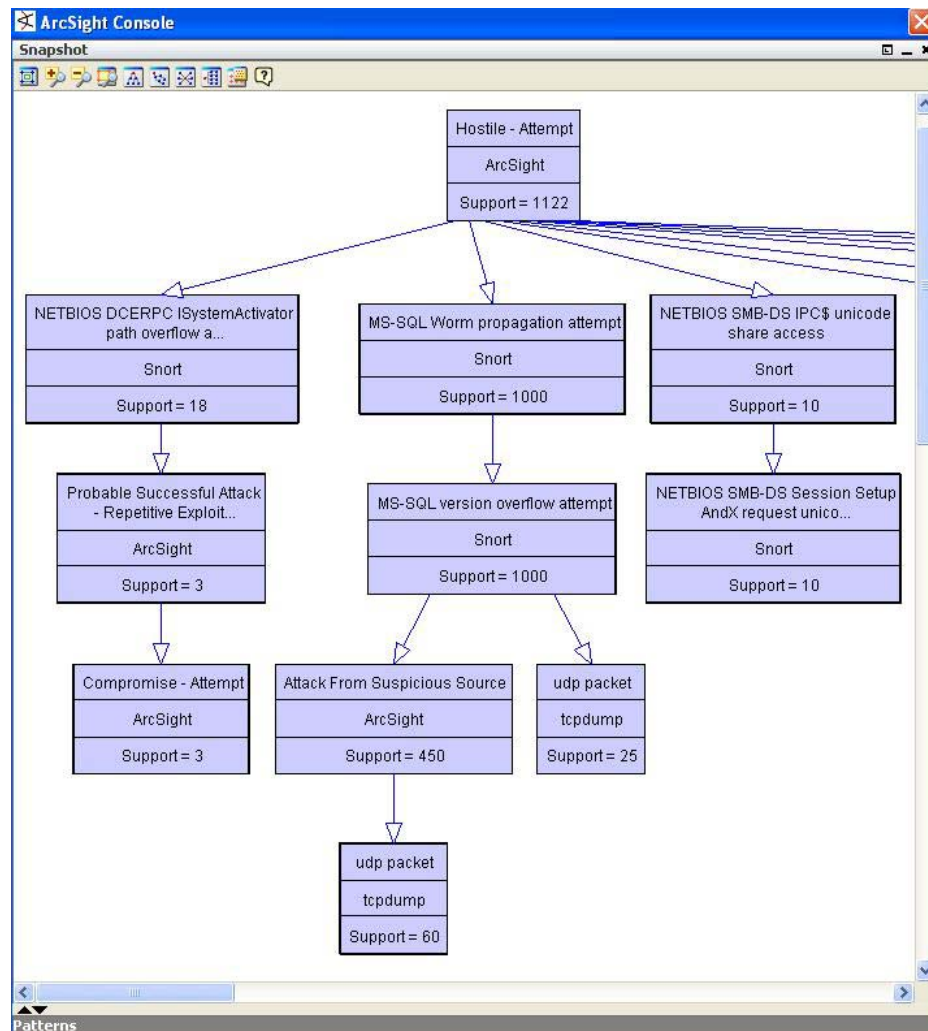 ArcSight Console
Snapshot
Hostile - Attempt
ArcSight
Support = 1122
NETBIOS DCERPC ISystemActivator
path overflow a...
Snort
Support = 18
MS-SQL Worm propagation attempt
Snort
Support = 1000
NETBIOS SMB-DS IPC$ unicode
share access
Snort
Support = 10
Probable Successful Attack
- Repetitive Exploit...
ArcSight
Support = 3
MS-SQL version overflow attempt
Snort
Support = 1000
NETBIOS SMB-DS Session Setup
AndX request unico...
Snort
Support = 10
Compromise - Attempt
ArcSight
Support = 3
Attack From Suspicious Source
ArcSight
Support = 450
udp packet
tcpdump
Support = 25
udp packet
tcpdump
Support = 60
Patterns